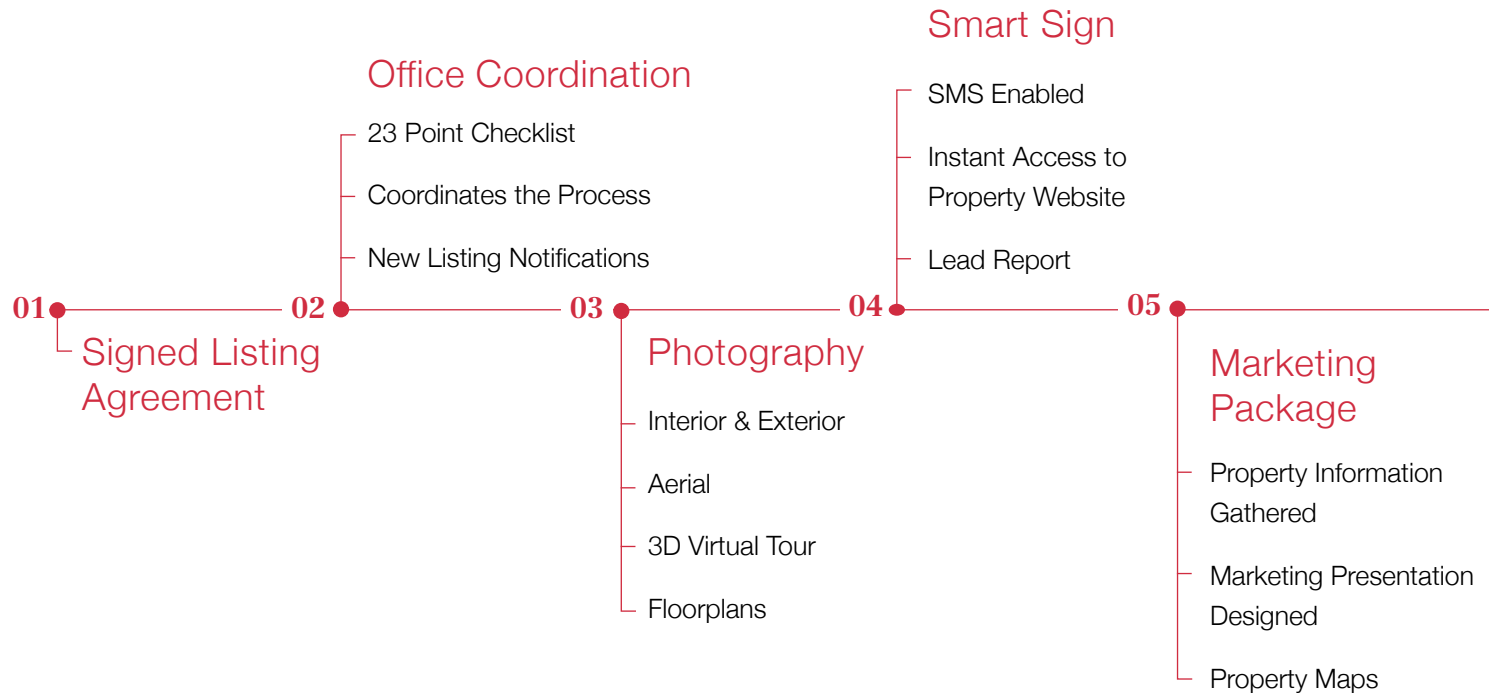 01
Signed Listing
Agreement
02
Office Coordination
23 Point Checklist
Coordinates the Process
New Listing Notifications
03
Photography
Interior & Exterior
Aerial
3D Virtual Tour
Floorplans
04
Smart Sign
SMS Enabled
Instant Access to
Property Website
Lead Report
05
Marketing
Package
Property Information
Gathered
Marketing Presentation
Designed
Property Maps